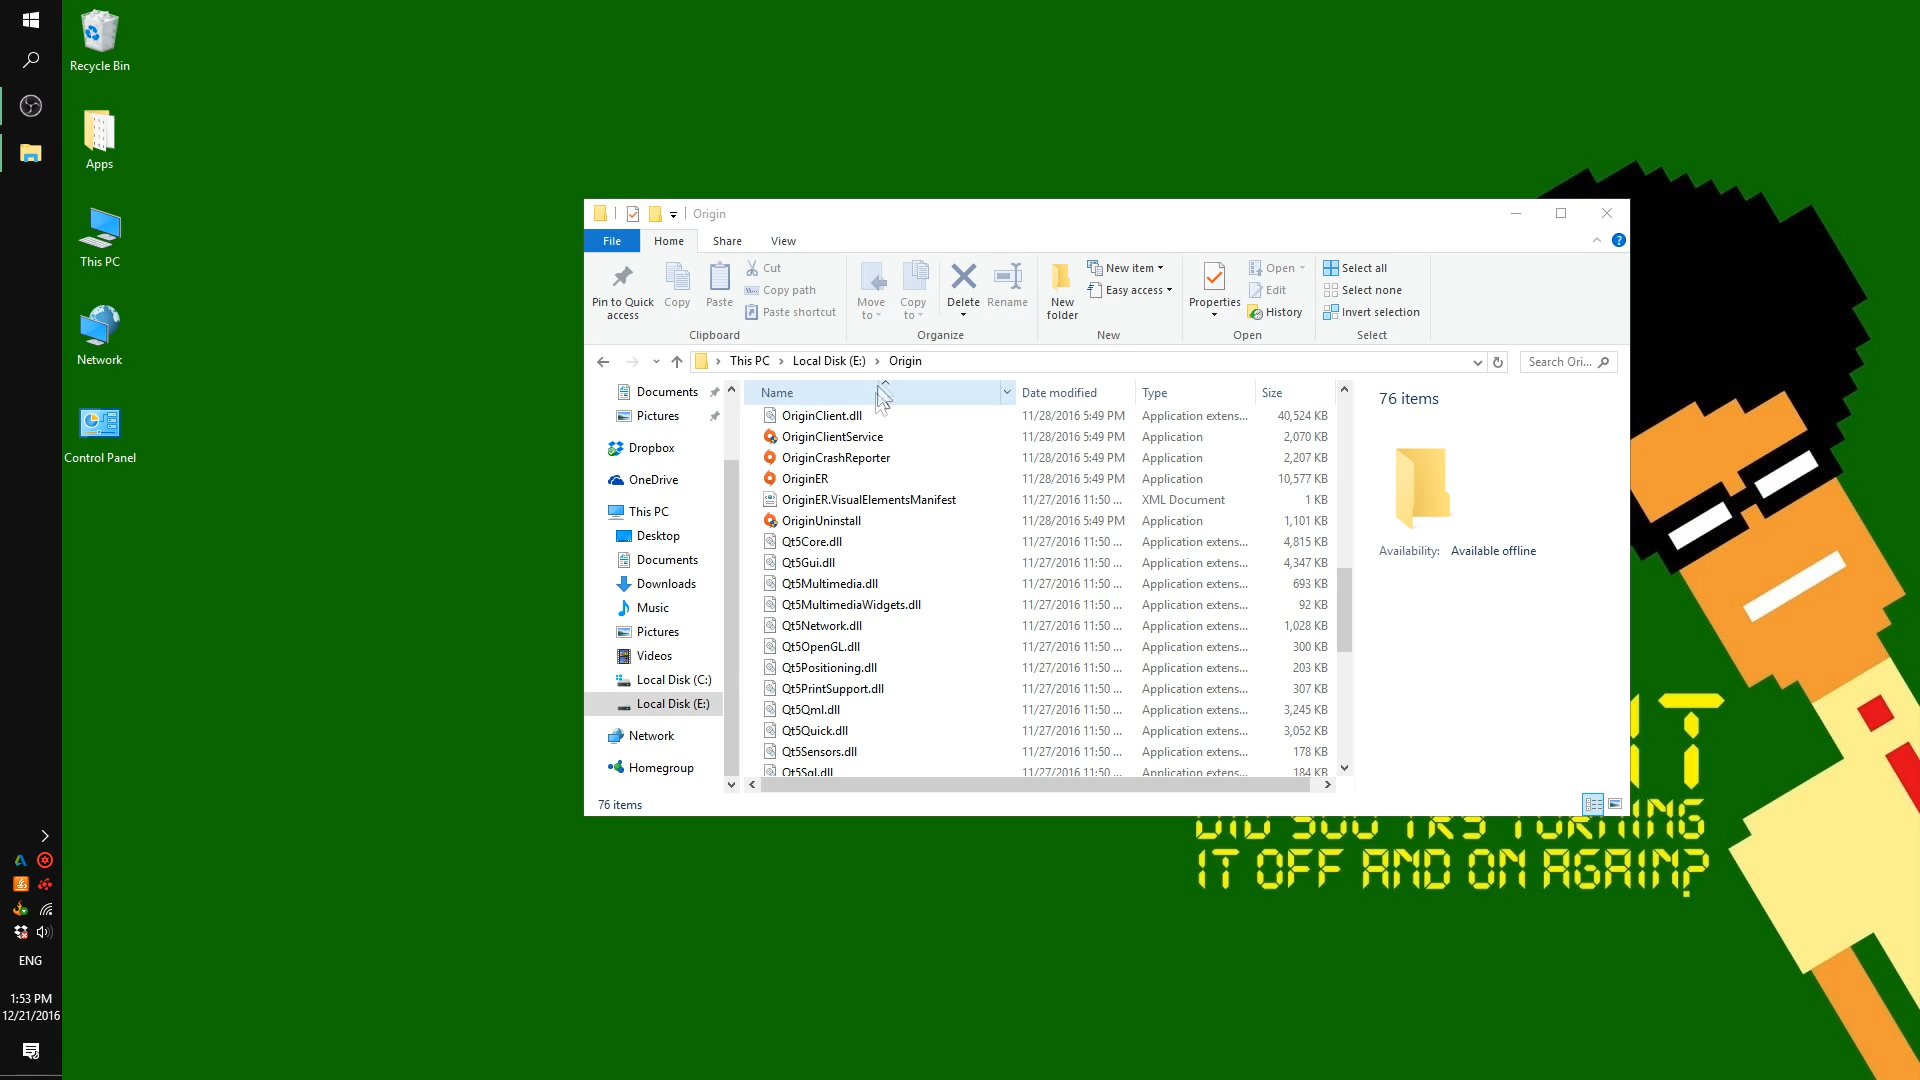 Recycle Bin
Apps
This PC
Network
Control Panel
ENG
1:53 PM
12/21/2016
Origin
File Home Share View
Pin to Quick access
Copy
Paste
Cut
Copy path
Paste shortcut
Clipboard
Move to
Copy to
Delete
Rename
Organize
New folder
New item
Easy access
New
Properties
Open
Edit
History
Open
Select all
Select none
Invert selection
Select
This PC Local Disk (E:) Origin
Search Ori...
Documents
Pictures
Dropbox
OneDrive
This PC
Desktop
Documents
Downloads
Music
Pictures
Videos
Local Disk (C:)
Local Disk (E:)
Network
Homegroup
Name Date modified Type Size
OriginClient.dll 11/28/2016 5:49 PM Application extens... 40,524 KB
OriginClientService 11/28/2016 5:49 PM Application 2,070 KB
OriginCrashReporter 11/28/2016 5:49 PM Application 2,207 KB
OriginER 11/28/2016 5:49 PM Application 10,577 KB
OriginER.VisualElementsManifest 11/27/2016 11:50 ... XML Document 1 KB
OriginUninstall 11/28/2016 5:49 PM Application 1,101 KB
Qt5Core.dll 11/27/2016 11:50 ... Application extens... 4,815 KB
Qt5Gui.dll 11/27/2016 11:50 ... Application extens... 4,347 KB
Qt5Multimedia.dll 11/27/2016 11:50 ... Application extens... 693 KB
Qt5MultimediaWidgets.dll 11/27/2016 11:50 ... Application extens... 92 KB
Qt5Network.dll 11/27/2016 11:50 ... Application extens... 1,028 KB
Qt5OpenGL.dll 11/27/2016 11:50 ... Application extens... 300 KB
Qt5Positioning.dll 11/27/2016 11:50 ... Application extens... 203 KB
Qt5PrintSupport.dll 11/27/2016 11:50 ... Application extens... 307 KB
Qt5Qml.dll 11/27/2016 11:50 ... Application extens... 3,245 KB
Qt5Quick.dll 11/27/2016 11:50 ... Application extens... 3,052 KB
Qt5Sensors.dll 11/27/2016 11:50 ... Application extens... 178 KB
Qt5Sql.dll 11/27/2016 11:50 ... Application extens... 184 KB
76 items
Availability: Available offline
76 items
DID YOU TRY TURNING
IT OFF AND ON AGAIN?